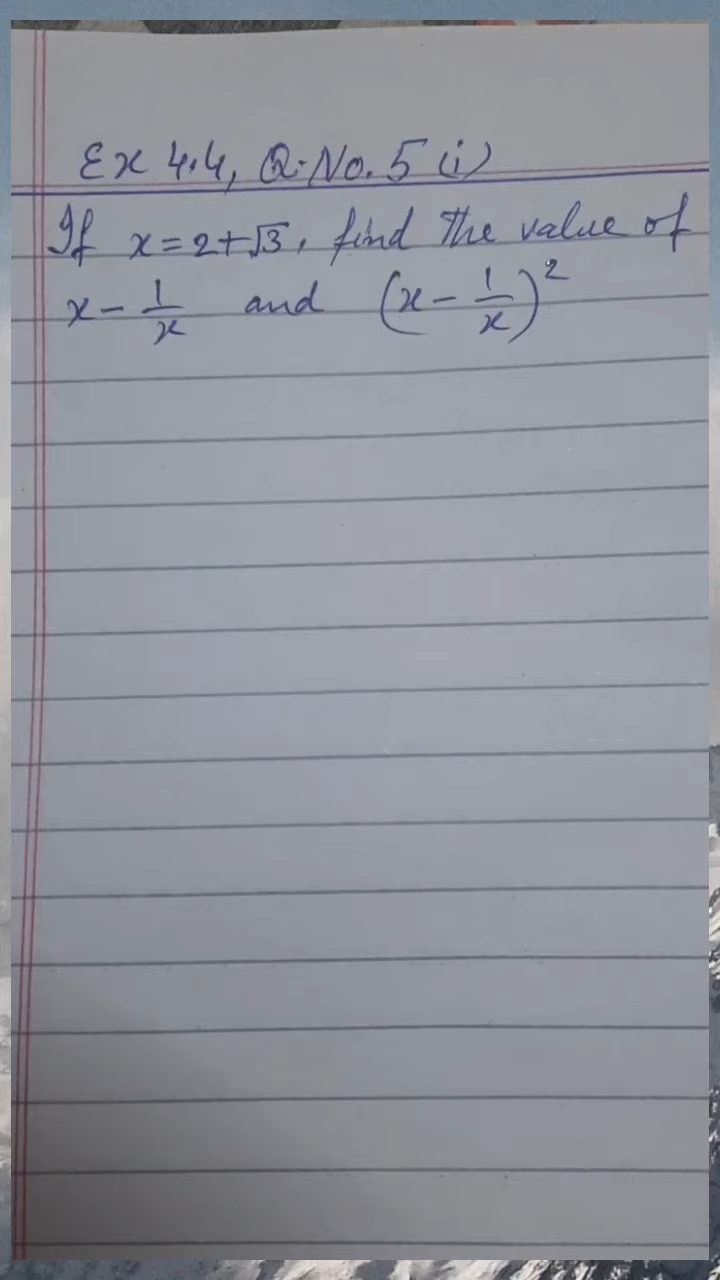 Ex 4.4, Q.No. 5 (i)
If x = 2+√3, find the value of
x - 1/x and (x - 1/x)²